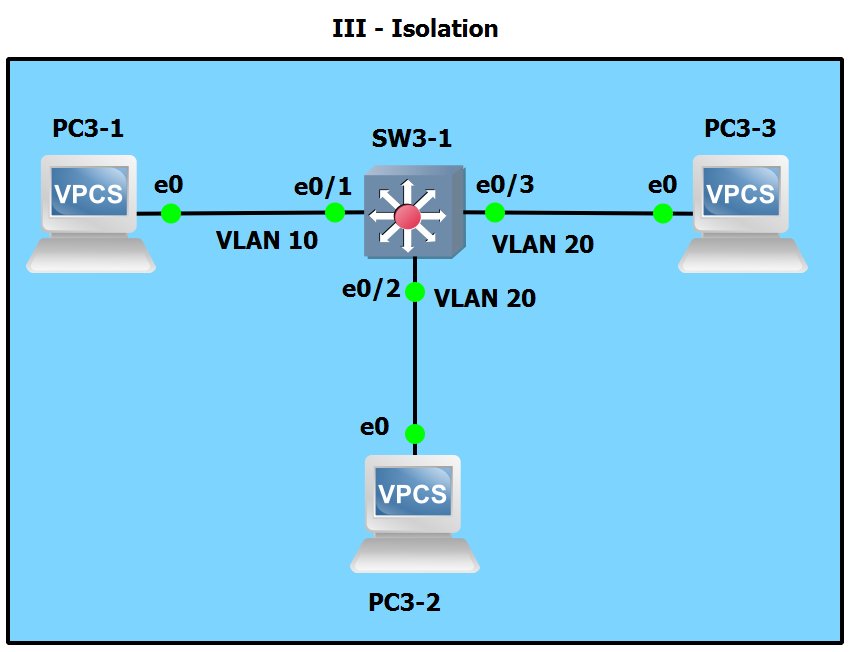 III - Isolation
PC3-1
SW3-1
PC3-3
VPCS
e0
e0/1
e0/3
e0
VPCS
VLAN 10
VLAN 20
e0/2
VLAN 20
e0
VPCS
PC3-2